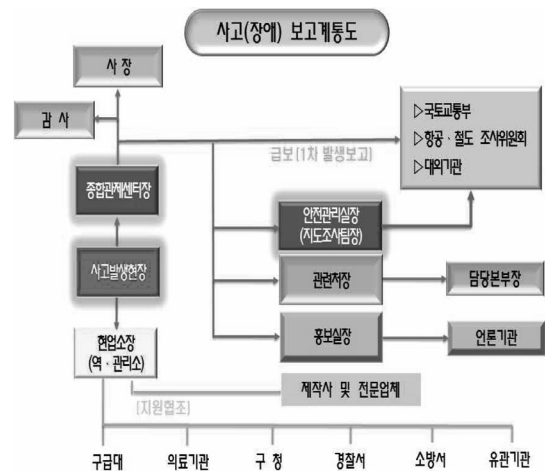 사고(장애) 보고계통도
사 장
감 사
▷국토교통부
▷항공·철도 조사위원회
▷대외기관
급보(1차 발생보고)
종합관제센터장
안전관리실장
(지도조사팀장)
사고발생현장
관련처장
담당본부장
현업소장
(역·관리소)
홍보실장
언론기관
제작사 및 전문업체
(지원협조)
구급대
의료기관
구 청
경찰서
소방서
유관기관